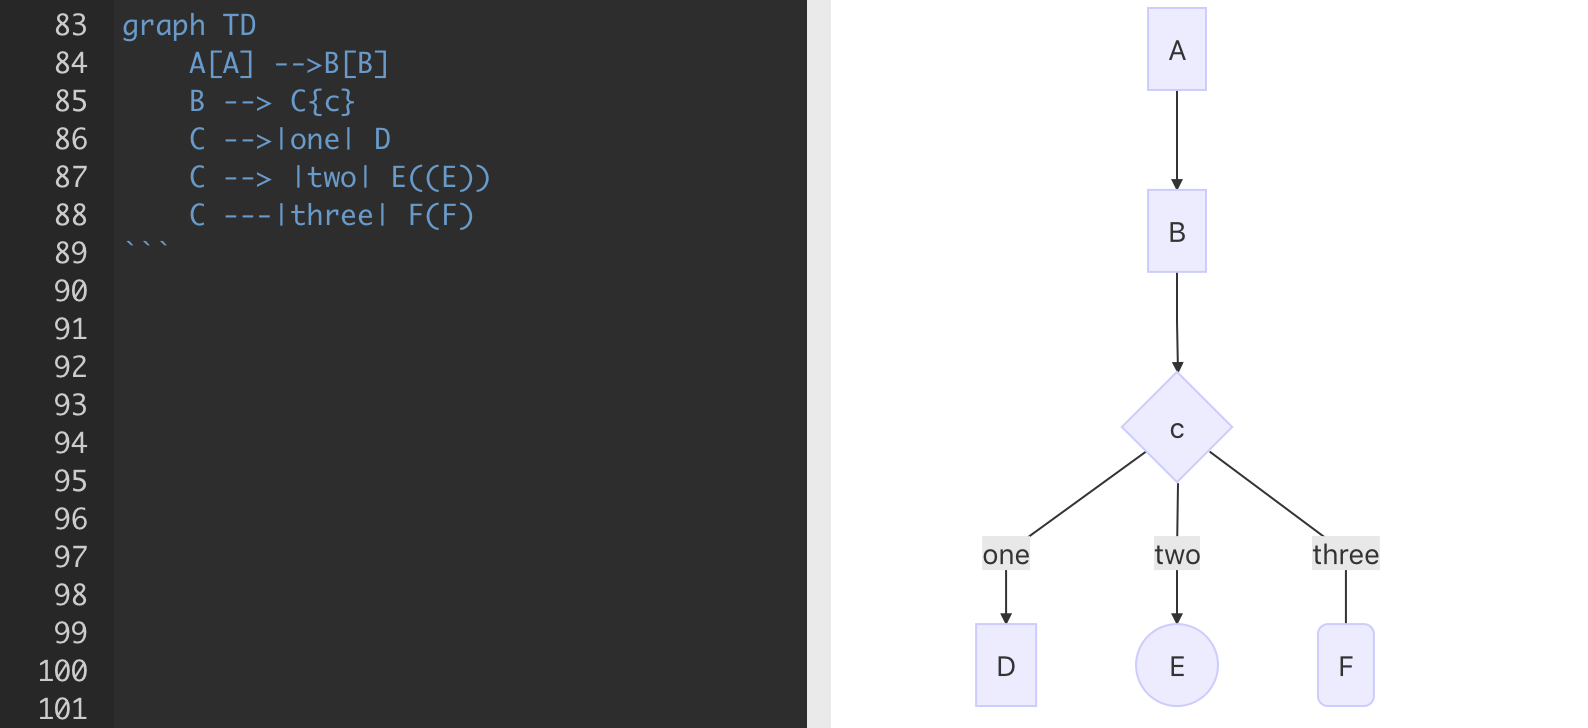 83 graph TD
84     A[A] -->B[B]
85     B --> C{c}
86     C -->|one| D
87     C --> |two| E((E))
88     C ---|three| F(F)
89 ```
90
91
92
93
94
95
96
97
98
99
100
101
A
B
c
one two three
D E F